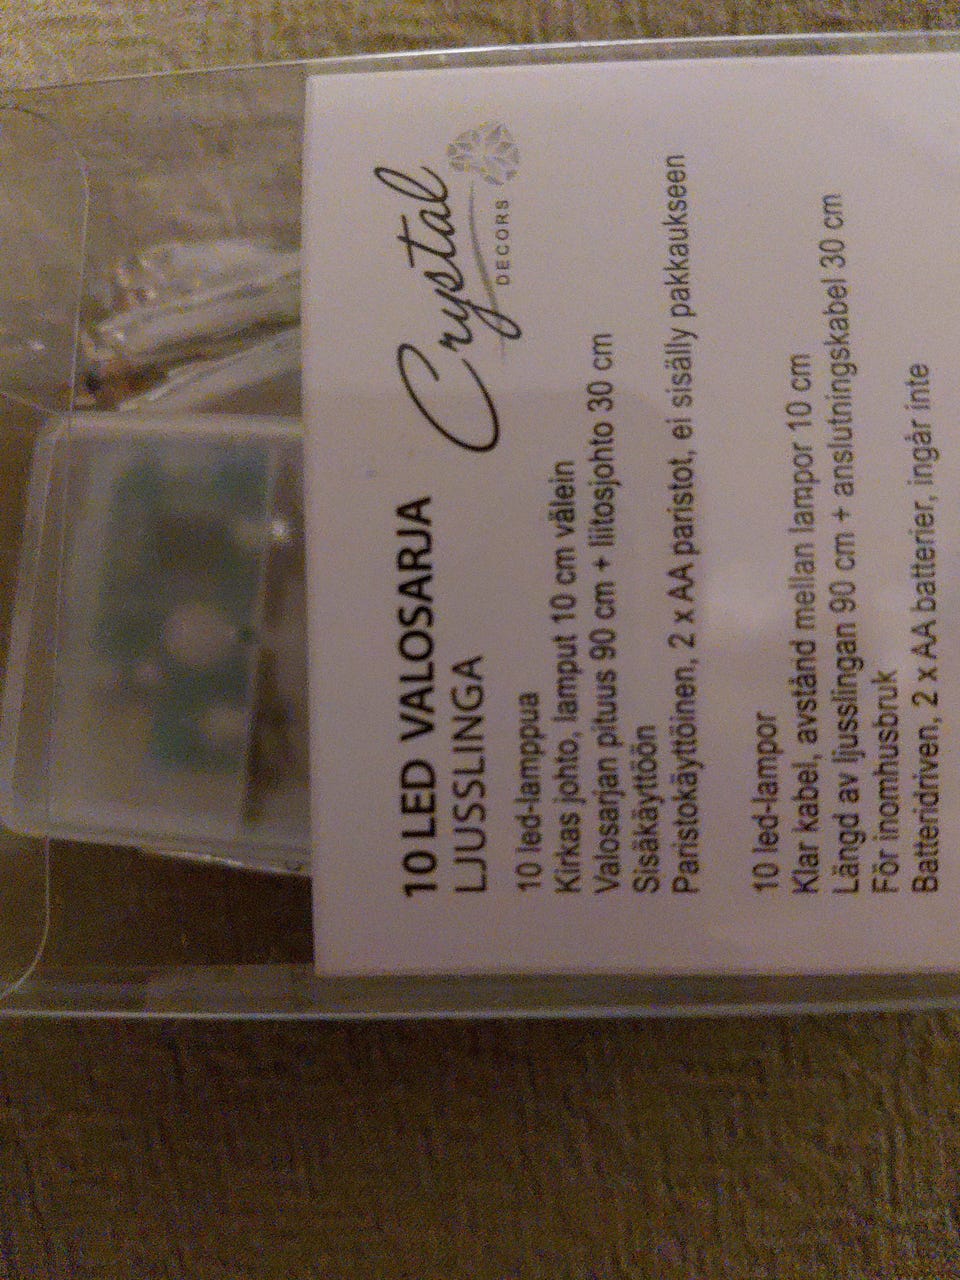 10 LED VALOSARJA
LJUSSLINGA
Crystal
DECORS
10 led-lamppua
Kirkas johto, lamput 10 cm välein
Valosarjan pituus 90 cm + liitosjohto 30 cm
Sisäkäyttöön
Paristokäyttöinen, 2 x AA paristot, ei sisälly pakkaukseen
10 led-lampor
Klar kabel, avstånd mellan lampor 10 cm
Längd av ljusslingan 90 cm + anslutningskabel 30 cm
För inomhusbruk
Batteridriven, 2 x AA batterier, ingår inte